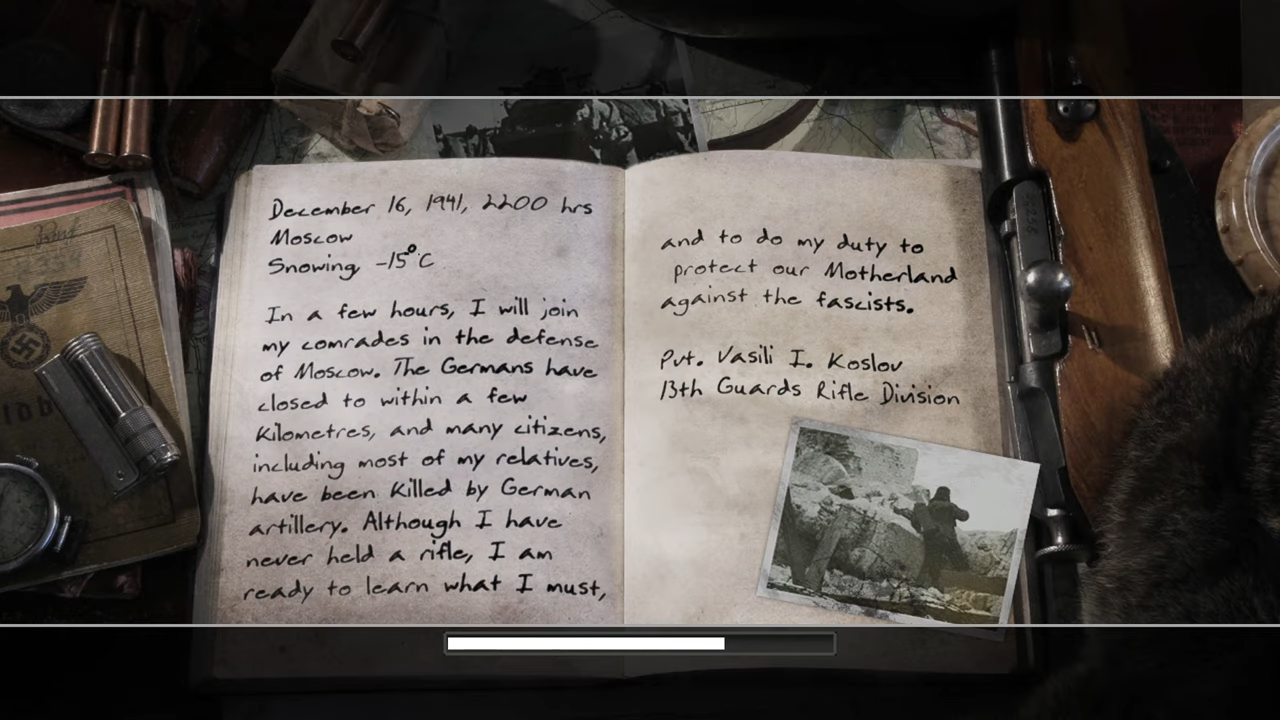 December 16, 1941, 2200 hrs
Moscow
Snowing -15°C
In a few hours, I will join
my comrades in the defense
of Moscow. The Germans have
closed to within a few
Kilometres, and many citizens,
including most of my relatives,
have been killed by German
artillery. Although I have
never held a rifle, I am
ready to learn what I must,
and to do my duty to
protect our Motherland
against the fascists.
Pvt. Vasili I. Koslov
13th Guards Rifle Division